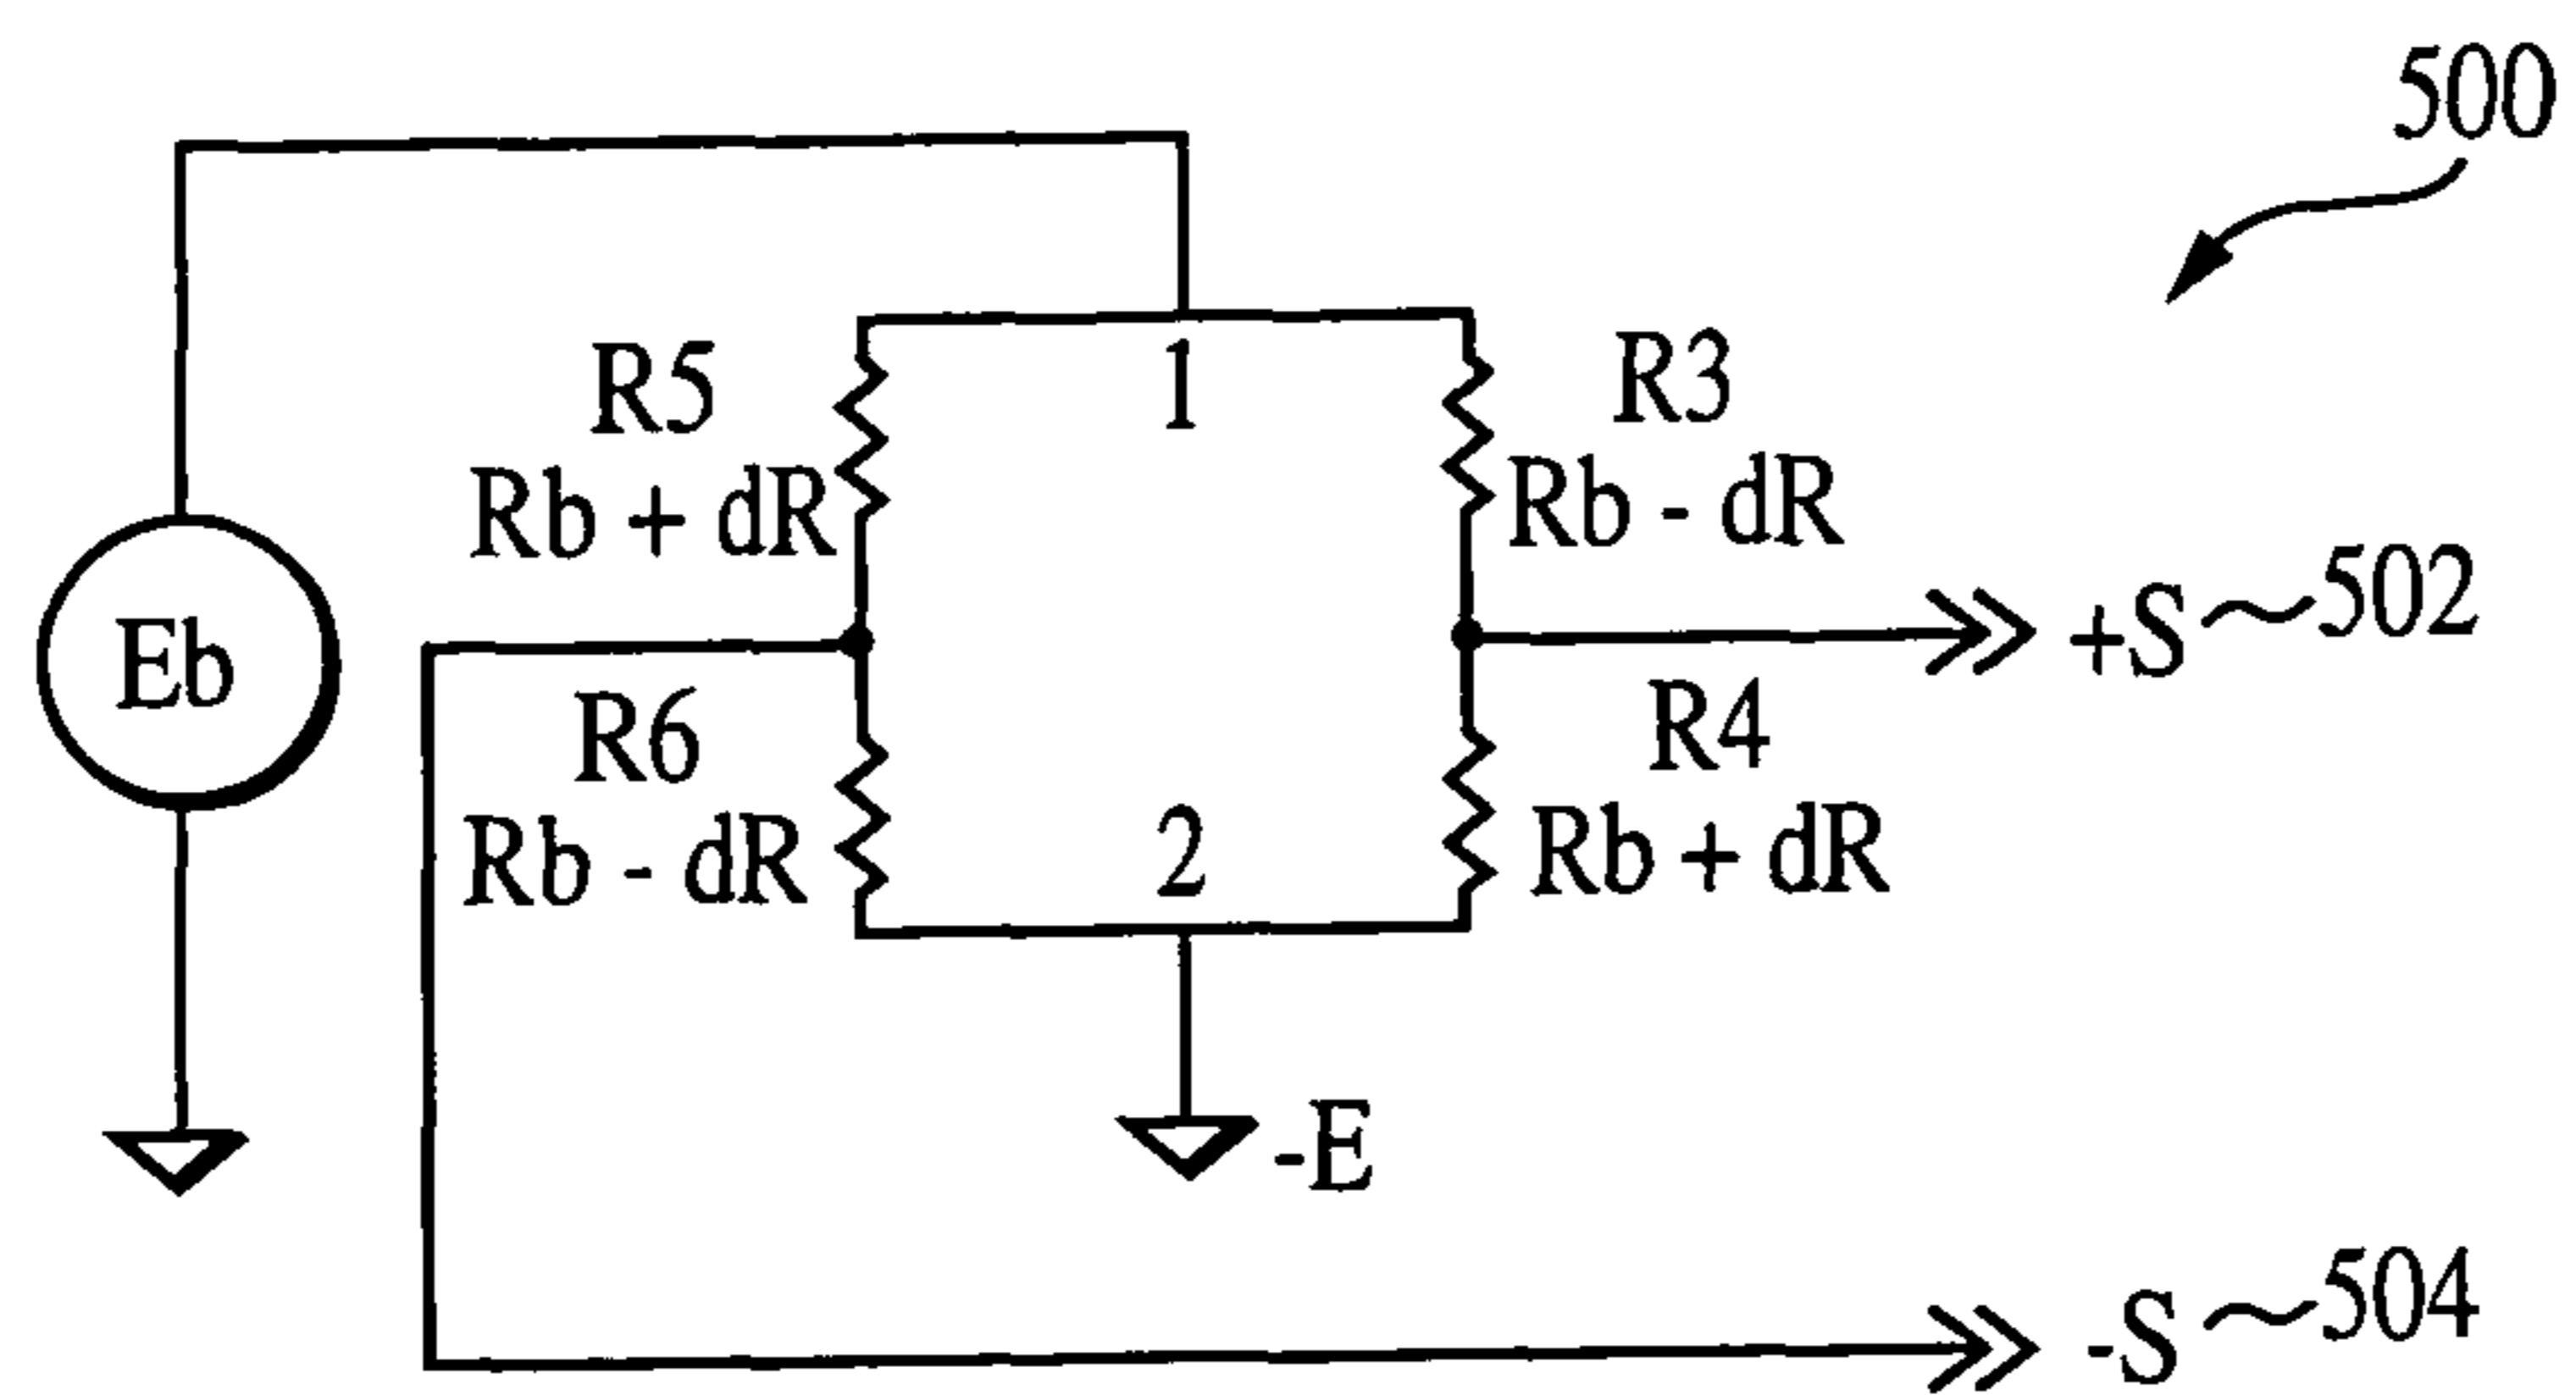 500
R5
Rb + dR
1
R3
Rb - dR
Eb
+S
502
R6
Rb - dR
2
R4
Rb + dR
-E
-S
504